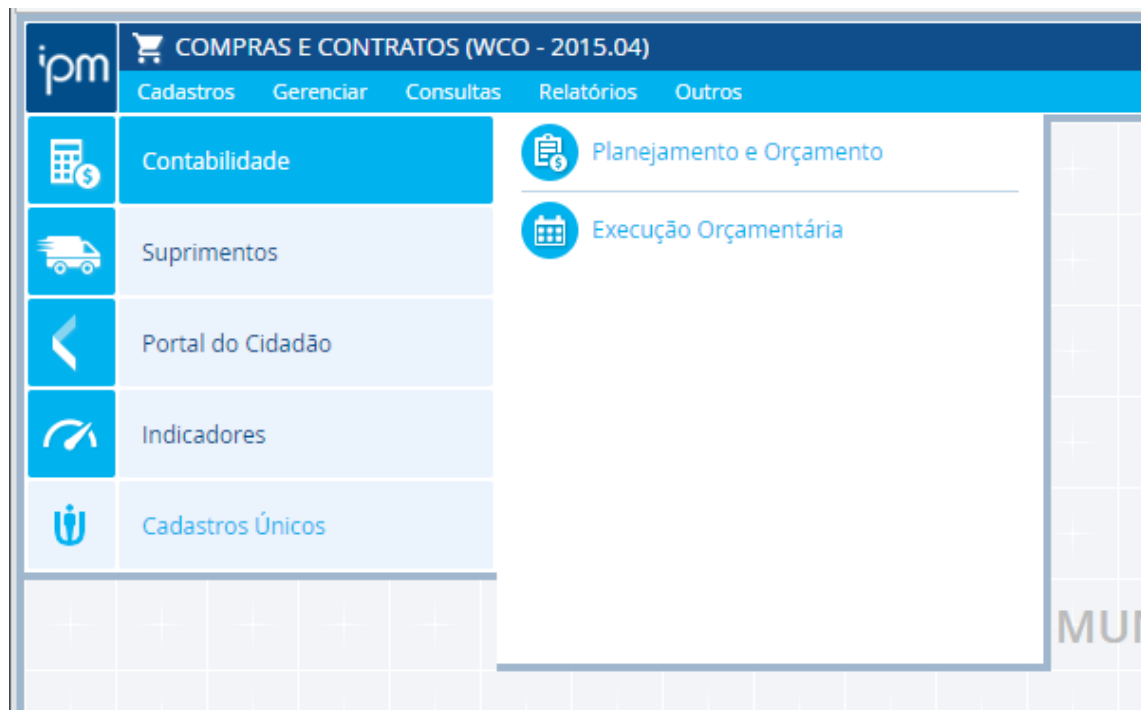 ipm
COMPRAS E CONTRATOS (WCO - 2015.04)
Cadastros Gerenciar Consultas Relatórios Outros
Contabilidade
Suprimentos
Portal do Cidadão
Indicadores
Cadastros Únicos
Planejamento e Orçamento
Execução Orçamentária